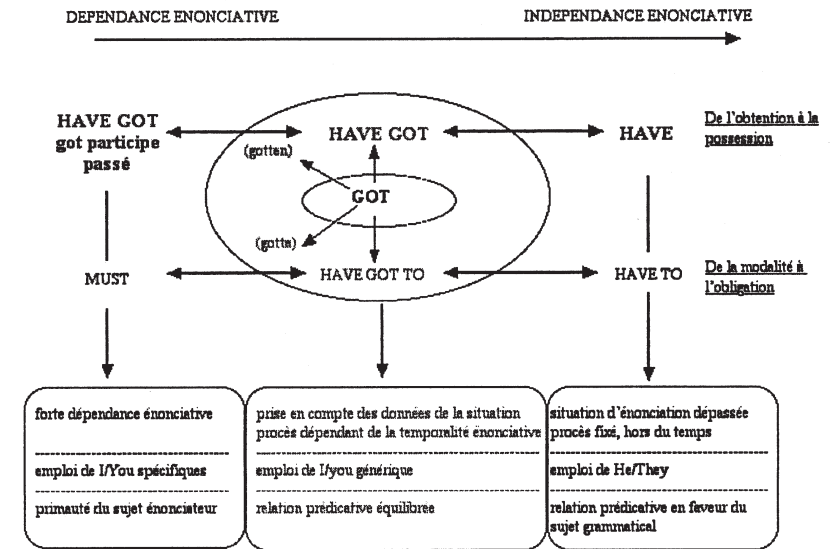 DEPENDANCE ENONCIATIVE
INDEPENDANCE ENONCIATIVE
HAVE GOT
got participe
passé
HAVE GOT
HAVE
De l'obtention à la
possession
(gotten)
GOT
(gotta)
MUST
HAVE GOT TO
HAVE TO
De la modalité à
l'obligation
forte dépendance énonciative
emploi de I/You spécifiques
primauté du sujet énonciateur
prise en compte des données de la situation
procès dépendant de la temporalité énonciative
emploi de I/you générique
relation prédicative équilibrée
situation d'énonciation dépassée
procès fixé, hors du temps
emploi de He/They
relation prédicative en faveur du
sujet grammatical